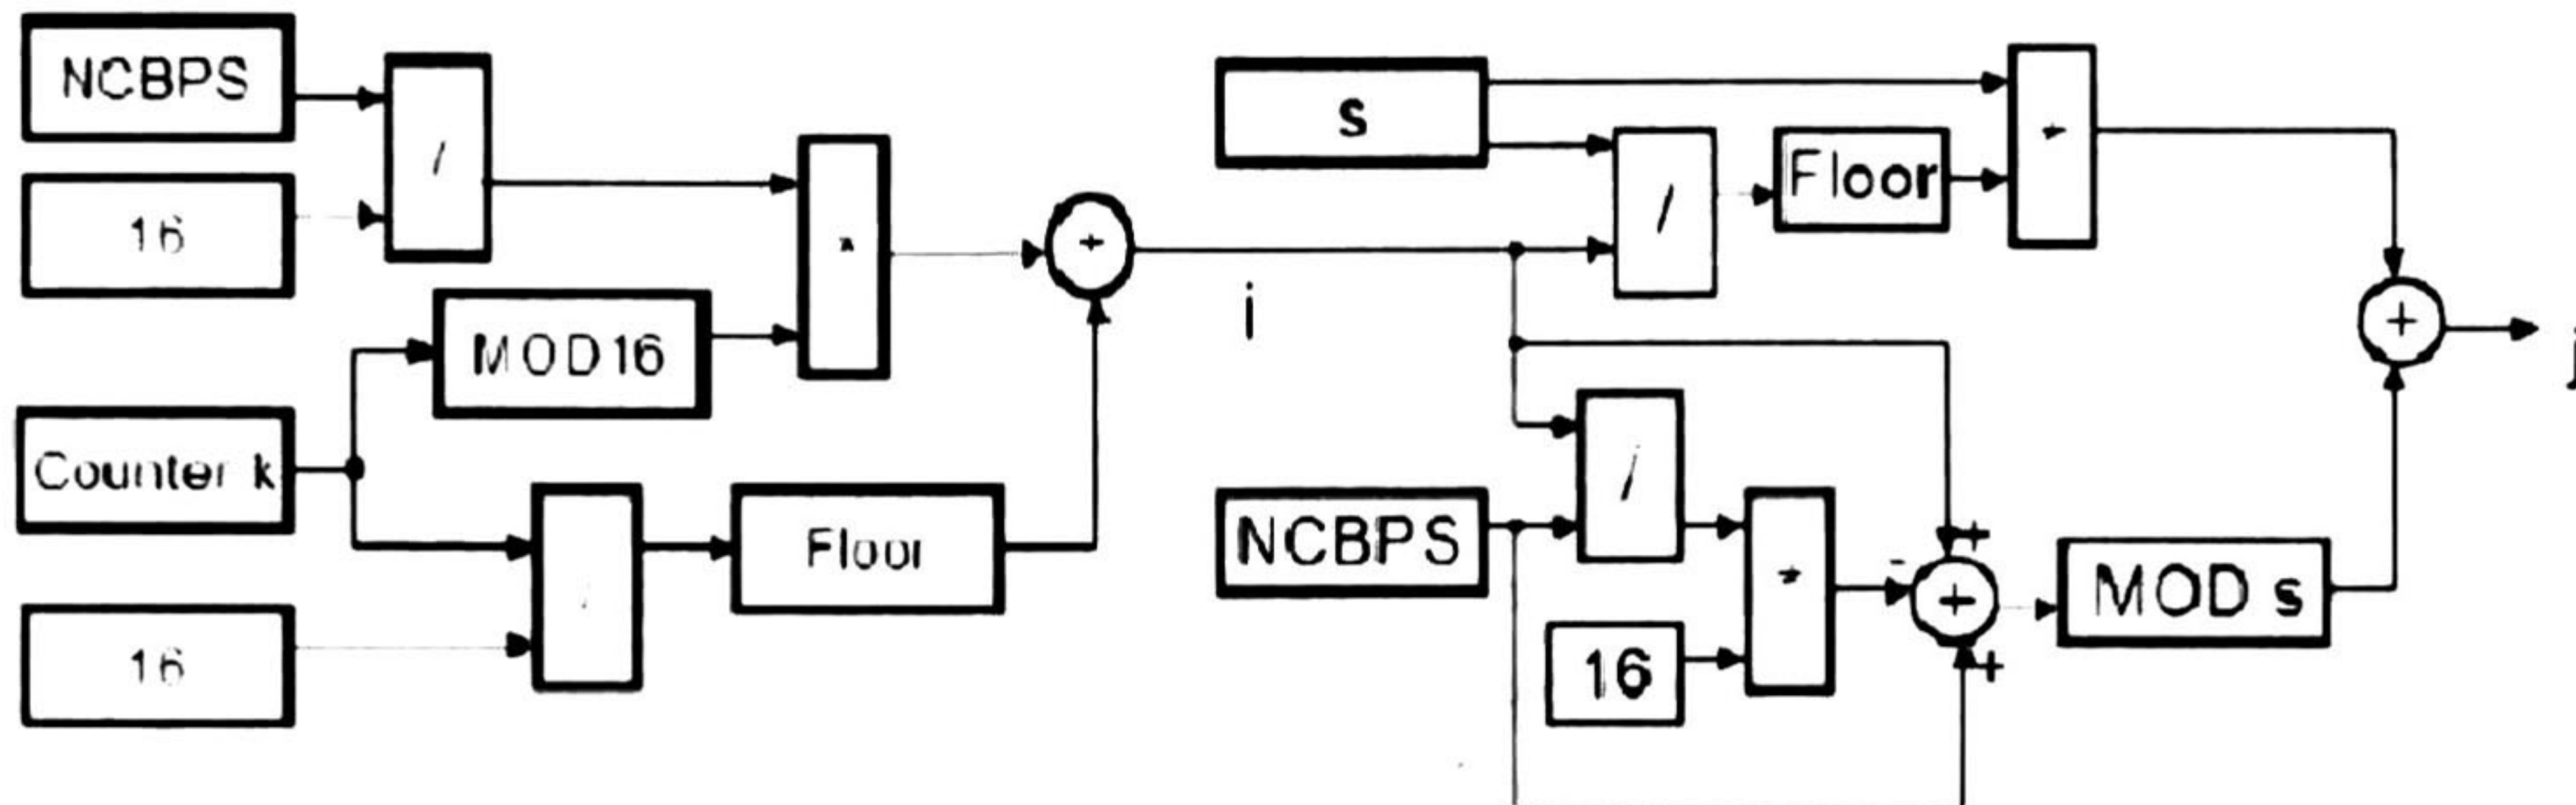 NCBPS
/
16
MOD16
*
+
Counter k
Floor
16
i
s
/
Floor
+
j
NCBPS
/
*
16
-
+
+
+
MOD s